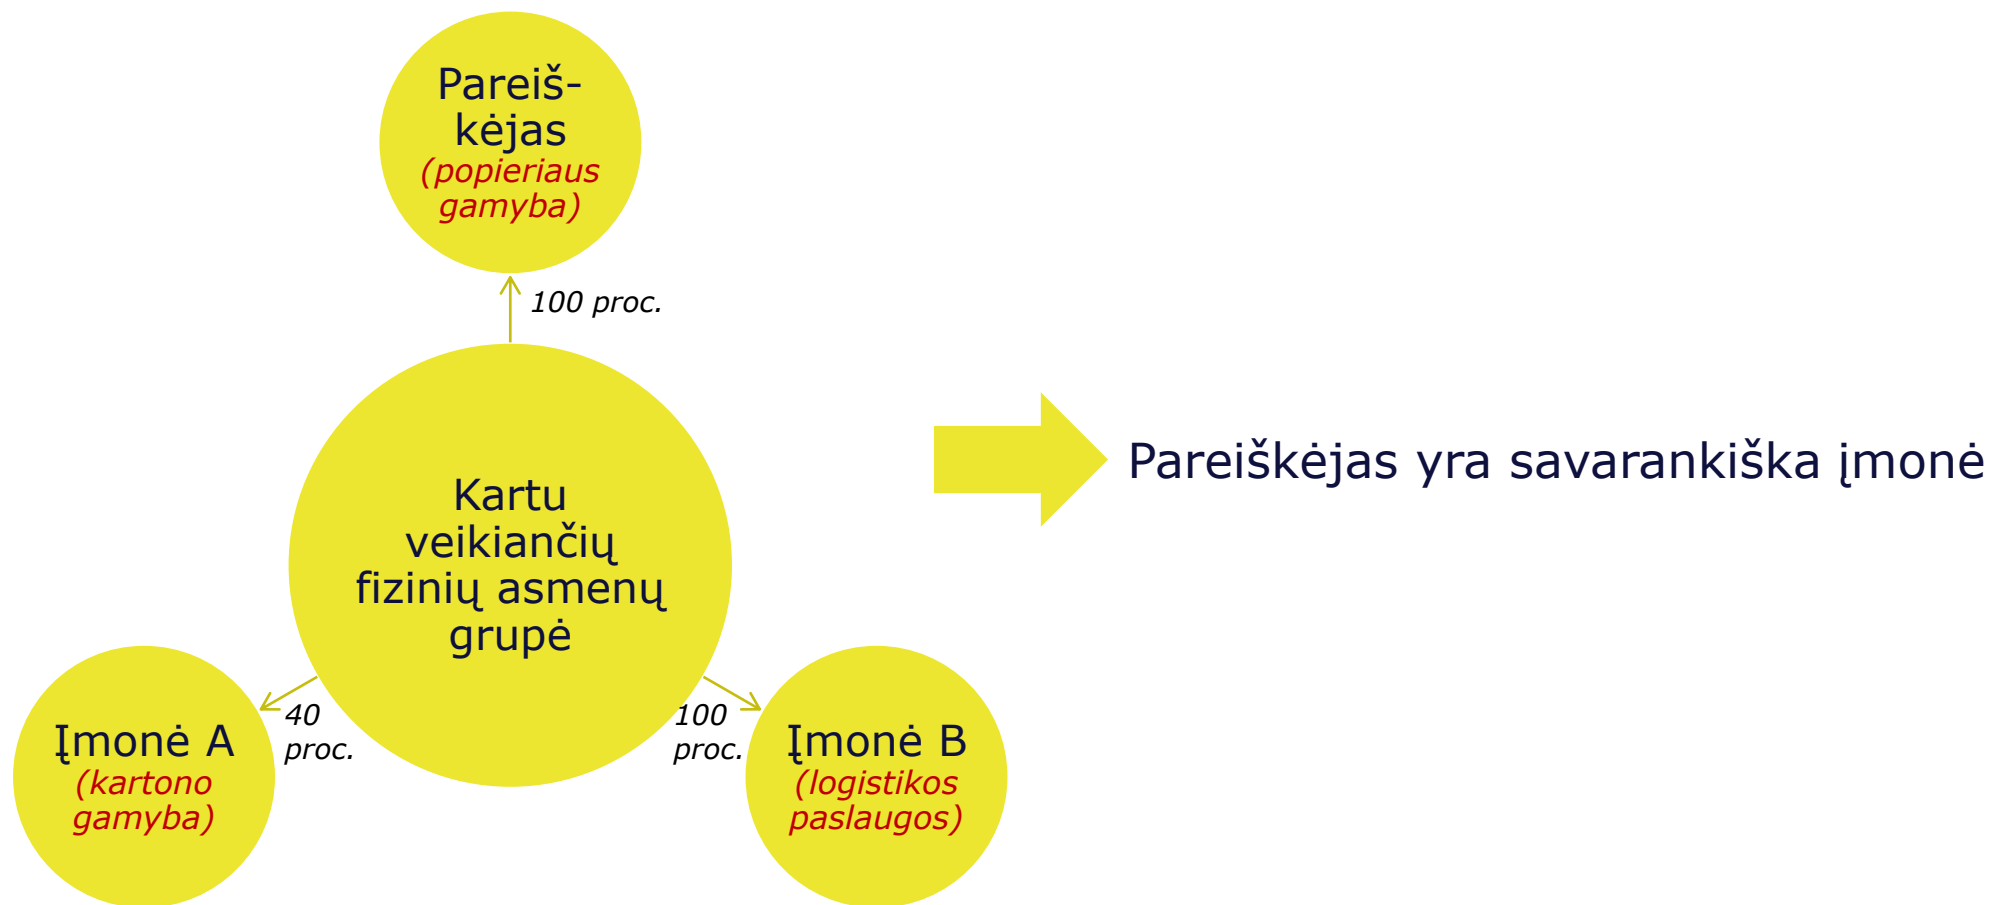 Pareiš-
kėjas
(popieriaus
gamyba)
100 proc.
Kartu
veikiančių
fizinių asmenų
grupė
40
proc.
100
proc.
Įmonė A
(kartono
gamyba)
Įmonė B
(logistikos
paslaugos)
Pareiškėjas yra savarankiška įmonė